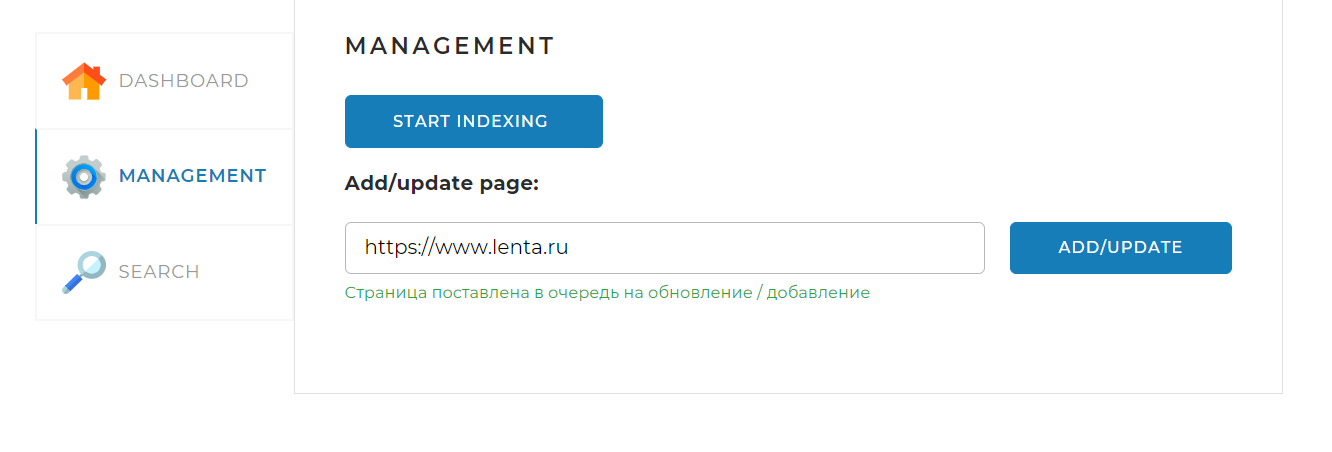 MANAGEMENT
DASHBOARD
START INDEXING
MANAGEMENT
Add/update page:
https://www.lenta.ru
ADD/UPDATE
SEARCH
Страница поставлена в очередь на обновление / добавление